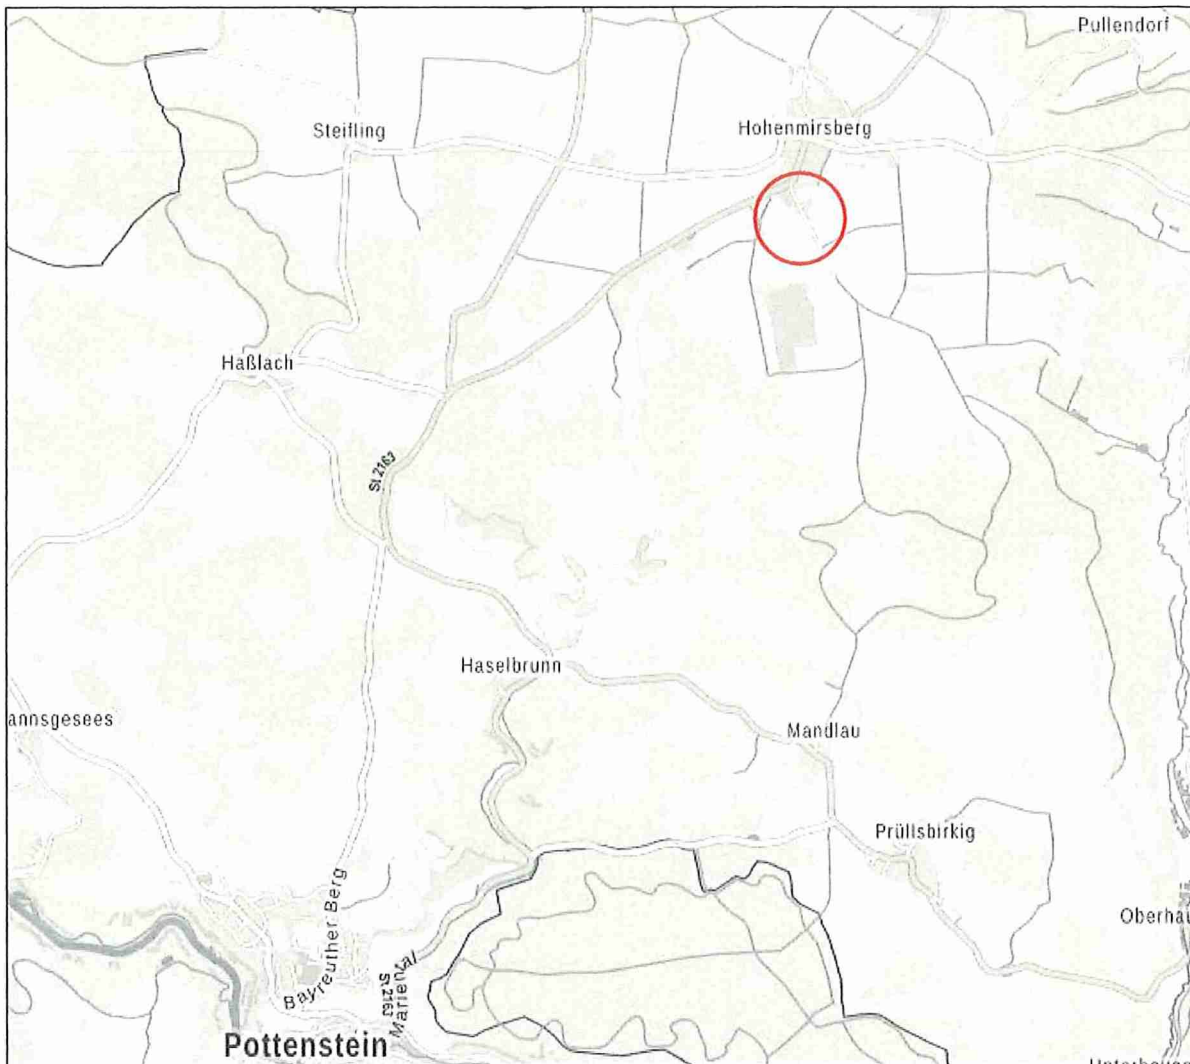 Pullendorf
Hohenmirsberg
Steifling
Haßlach
St 2163
Haselbrunn
annsgesees
Mandlau
Prüllsbirkig
Oberhau
Bayreuther Berg
Mariental
St 2163
Pottenstein